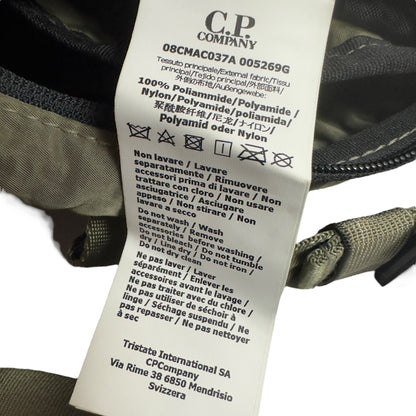 C.P.
COMPANY
08CMAC037A 005269G
Tessuto principale/External fabric/Tissu
principal/Tejido principal/外部面料/
外側の布地/Außengewebe:
100% Poliammide/Polyamide/
Nylon/Polyamide/Poliamida/
聚酰胺纤维/尼龙/ナイロン/
Polyamid oder Nylon
Non lavare / Lavare
separatamente / Rimuovere
accessori prima di lavare / Non
trattare con cloro / Non usare
asciugatrice / Asciugare
appeso / Non stirare / Non
lavare a secco
Do not wash / Wash
separately / Remove
accessories before washing /
Do not bleach / Do not tumble
dry / Line dry / Do not iron /
Do not dry clean
Ne pas laver / Laver
séparément / Enlever les
accessoires avant le lavage /
Ne pas traiter avec du chlore /
Ne pas utiliser de séchoir à
linge / Séchage suspendu / Ne
pas repasser / Ne pas nettoyer
à sec
Tristate International SA
CPCompany
Via Rime 38 6850 Mendrisio
Svizzera